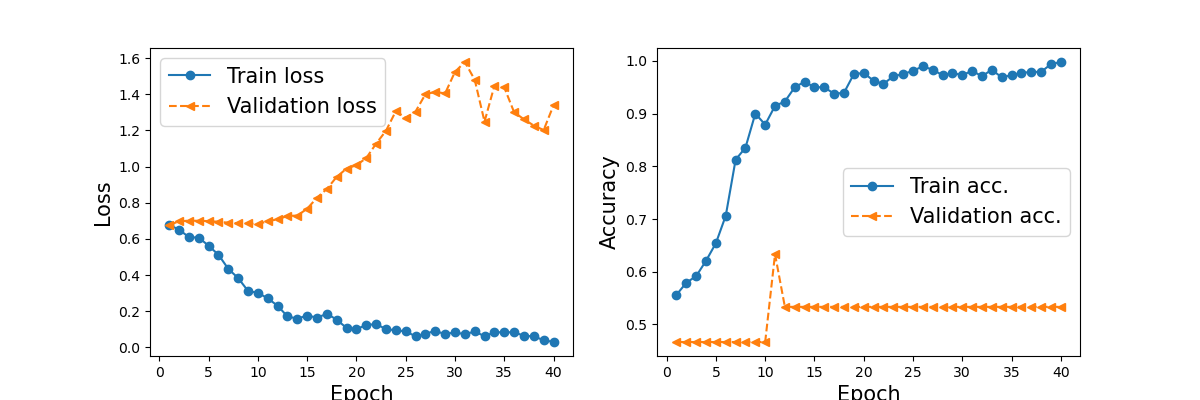 Train loss
Validation loss
Loss
1.6
1.4
1.2
1.0
0.8
0.6
0.4
0.2
0.0
0 5 10 15 20 25 30 35 40
Epoch
Train acc.
Validation acc.
Accuracy
1.0
0.9
0.8
0.7
0.6
0.5
0 5 10 15 20 25 30 35 40
Epoch